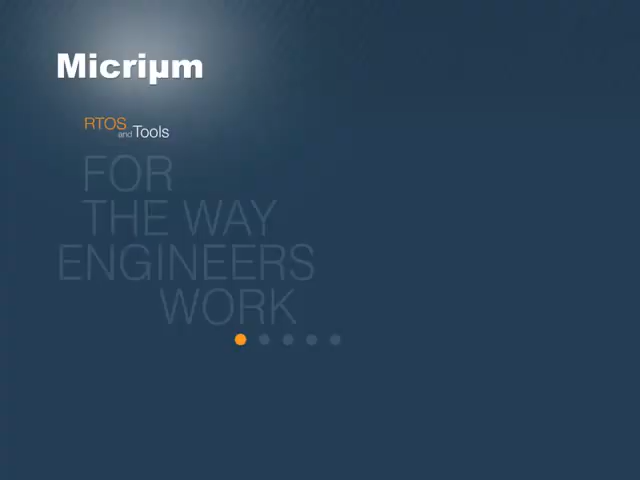 Micriμm
RTOS
and Tools
FOR
THE WAY
ENGINEERS
WORK